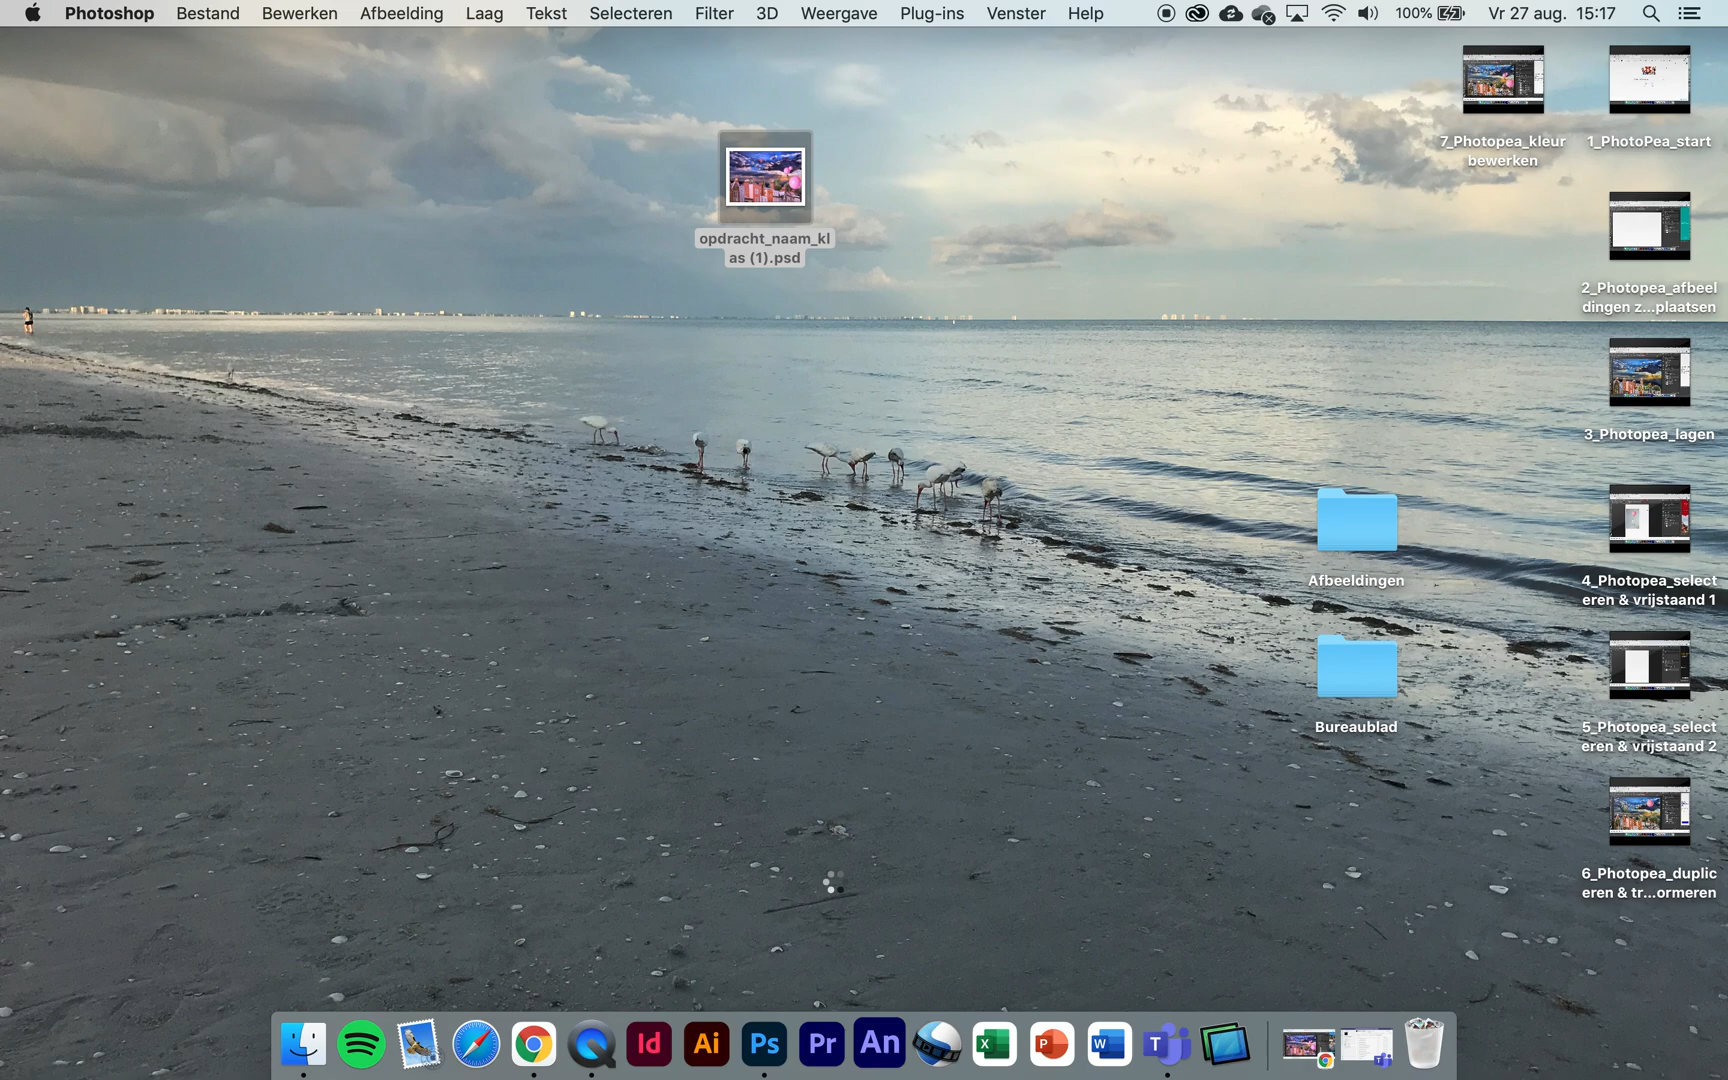 Photoshop Bestand Bewerken Afbeelding Laag Tekst Selecteren Filter 3D Weergave Plug-ins Venster Help 100% Vr 27 aug. 15:17
7_Photopea_kleur
bewerken
1_PhotoPea_start
opdracht_naam_kl
as (1).psd
2_Photopea_afbeel
dingen z...plaatsen
3_Photopea_lagen
Afbeeldingen
4_Photopea_select
eren & vrijstaand 1
Bureaublad
5_Photopea_select
eren & vrijstaand 2
6_Photopea_duplic
eren & tr...ormeren
Id Ai Ps Pr An X P W T